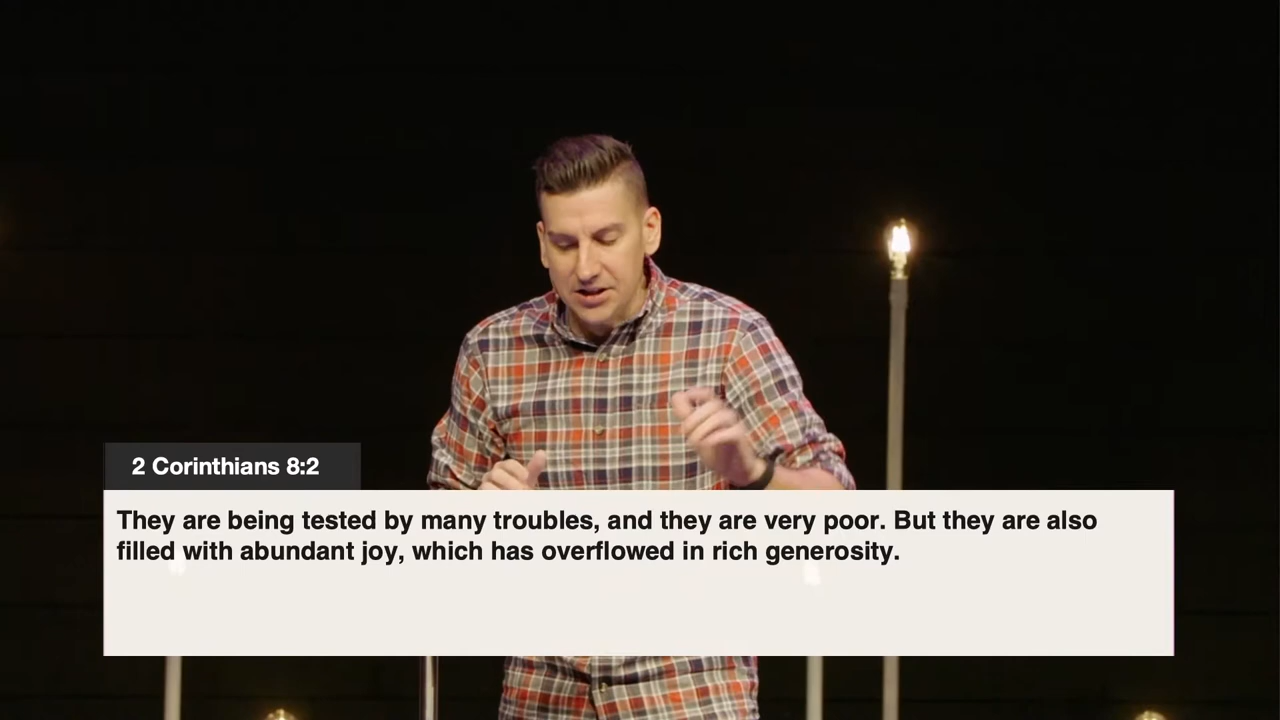 2 Corinthians 8:2
They are being tested by many troubles, and they are very poor. But they are also
filled with abundant joy, which has overflowed in rich generosity.